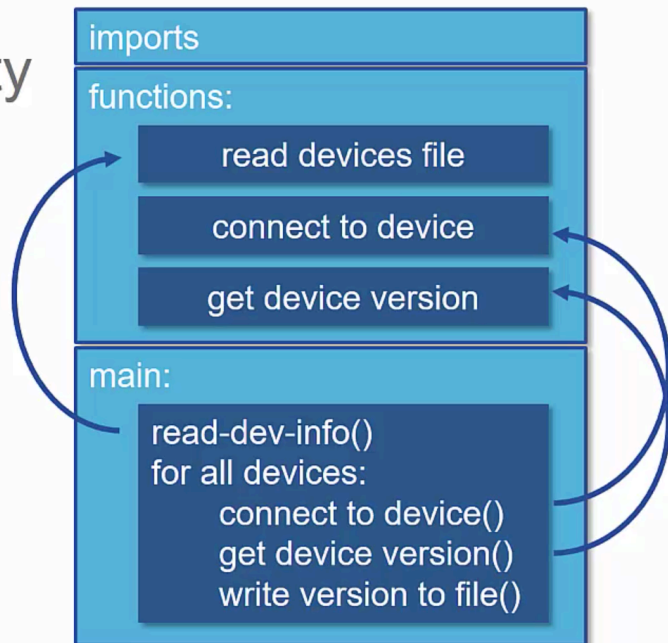 imports
functions:
read devices file
connect to device
get device version
main:
read-dev-info()
for all devices:
connect to device()
get device version()
write version to file()